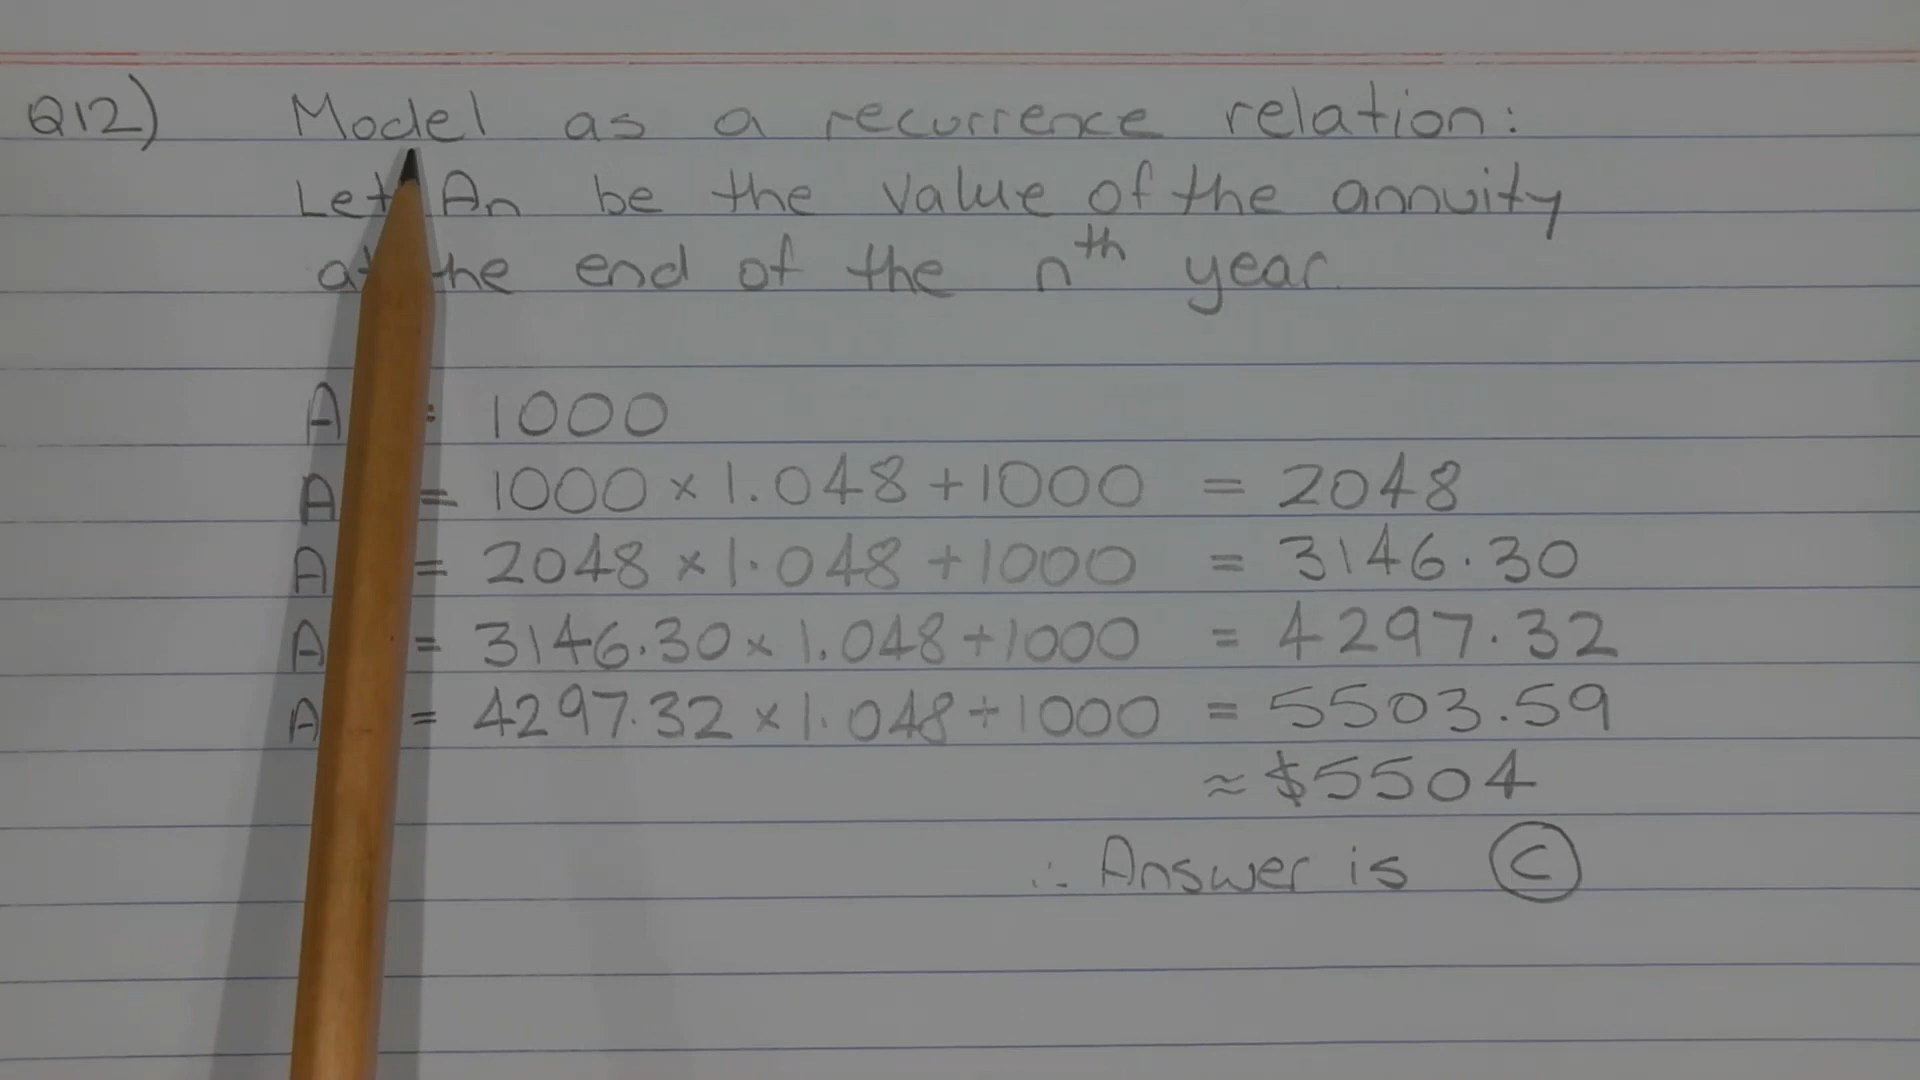 Q12) Model as a recurrence relation:
Let An be the value of the annuity
at the end of the nth year.
A = 1000
A = 1000 × 1.048 + 1000 = 2048
A = 2048 × 1.048 + 1000 = 3146.30
A = 3146.30 × 1.048 + 1000 = 4297.32
A = 4297.32 × 1.048 + 1000 = 5503.59
≈ $5504
∴ Answer is C